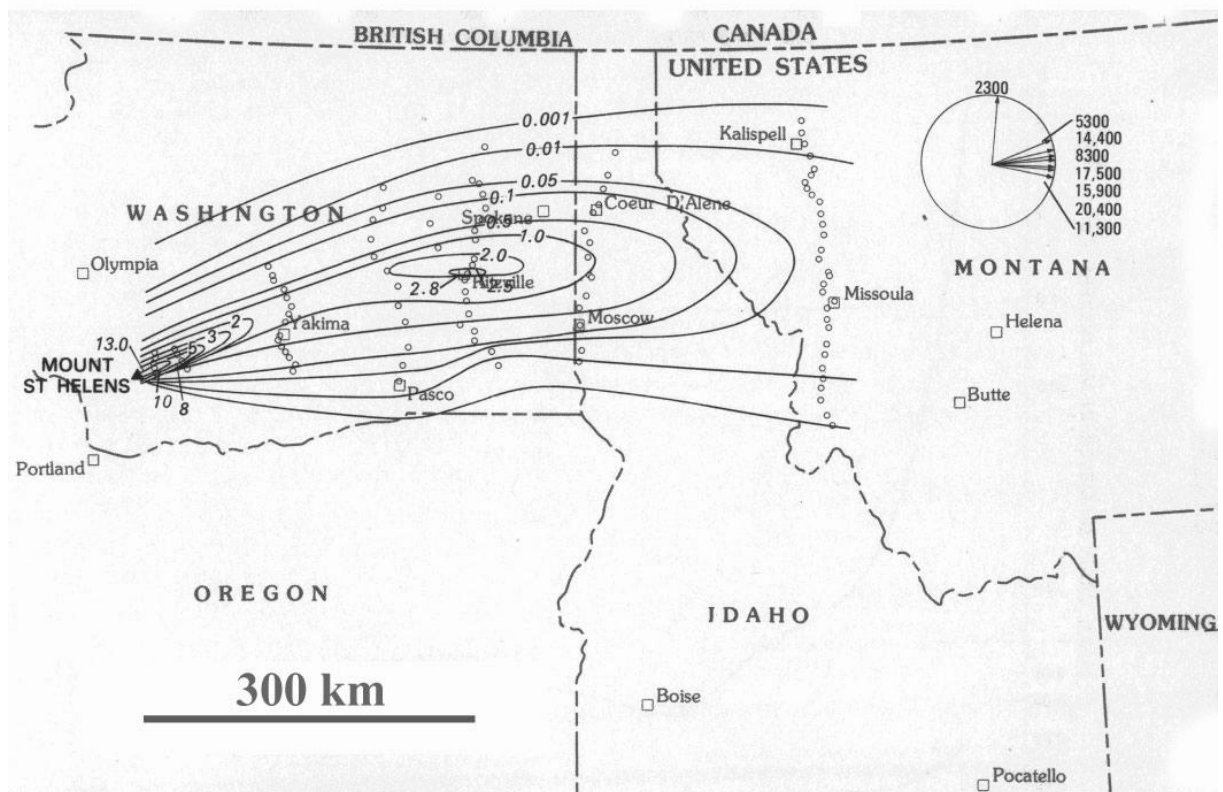 BRITISH COLUMBIA
CANADA
UNITED STATES
2300
5300
14,400
8300
17,500
15,900
20,400
11,300
0.001
Kalispell
0.01
0.05
0.1
WASHINGTON
Spokane
Coeur D'Alene
0.5
1.0
Olympia
2.0
MONTANA
Ritzville
2.8
2.5
Missoula
2
3
Yakima
Moscow
Helena
13.0
5
MOUNT
ST HELENS
10
8
Pasco
Butte
Portland
OREGON
IDAHO
WYOMING
300 km
Boise
Pocatello